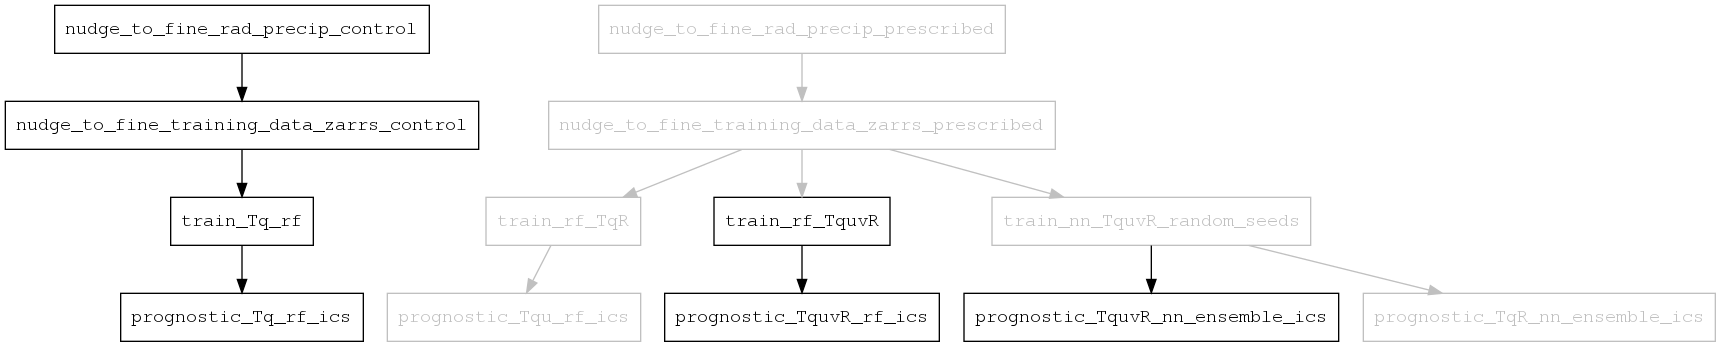 nudge_to_fine_rad_precip_control
nudge_to_fine_rad_precip_prescribed
nudge_to_fine_training_data_zarrs_control
nudge_to_fine_training_data_zarrs_prescribed
train_Tq_rf
train_rf_TqR
train_rf_TquvR
train_nn_TquvR_random_seeds
prognostic_Tq_rf_ics
prognostic_Tqu_rf_ics
prognostic_TquvR_rf_ics
prognostic_TquvR_nn_ensemble_ics
prognostic_TqR_nn_ensemble_ics